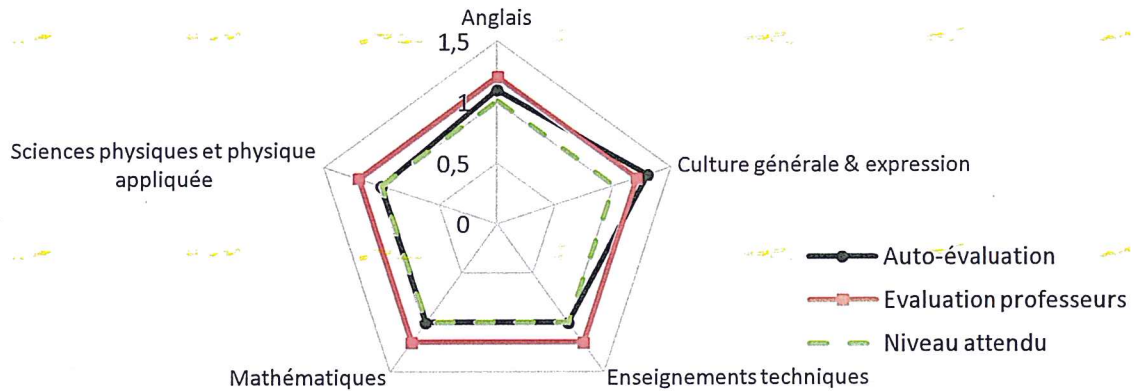 Anglais
1,5
1
0,5
0
Sciences physiques et physique
appliquée
Culture générale & expression
Mathématiques
Enseignements techniques
Auto-évaluation
Evaluation professeurs
Niveau attendu